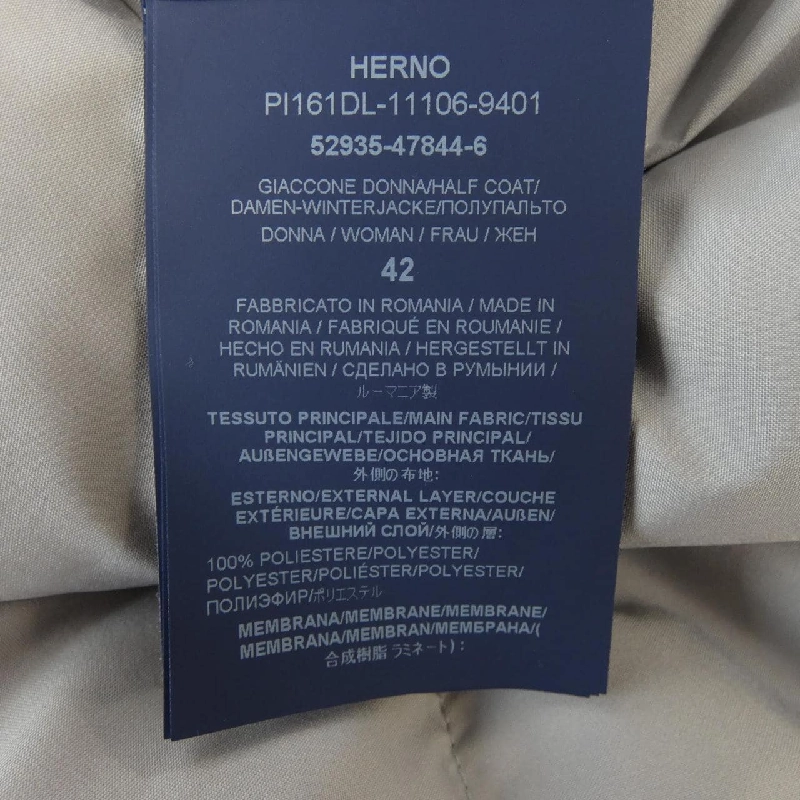 HERNO
PI161DL-11106-9401
52935-47844-6
GIACCONE DONNA/HALF COAT/
DAMEN-WINTERJACKE/ПОЛУПАЛЬТО
DONNA / WOMAN / FRAU / ЖЕН
42
FABBRICATO IN ROMANIA / MADE IN
ROMANIA / FABRIQUÉ EN ROUMANIE /
HECHO EN RUMANIA / HERGESTELLT IN
RUMÄNIEN / СДЕЛАНО В РУМЫНИИ /
ルーマニア製
TESSUTO PRINCIPALE/MAIN FABRIC/TISSU
PRINCIPAL/TEJIDO PRINCIPAL/
AUßENGEWEBE/ОСНОВНАЯ ТКАНЬ/
外側の布地:
ESTERNO/EXTERNAL LAYER/COUCHE
EXTÉRIEURE/CAPA EXTERNA/AUßEN/
ВНЕШНИЙ СЛОЙ/外側の層:
100% POLIESTERE/POLYESTER/
POLYESTER/POLIÉSTER/POLYESTER/
ПОЛИЭФИР/ポリエステル
MEMBRANA/MEMBRANE/MEMBRANE/
MEMBRANA/MEMBRAN/МЕМБРАНА/(
合成樹脂 ラミネート):